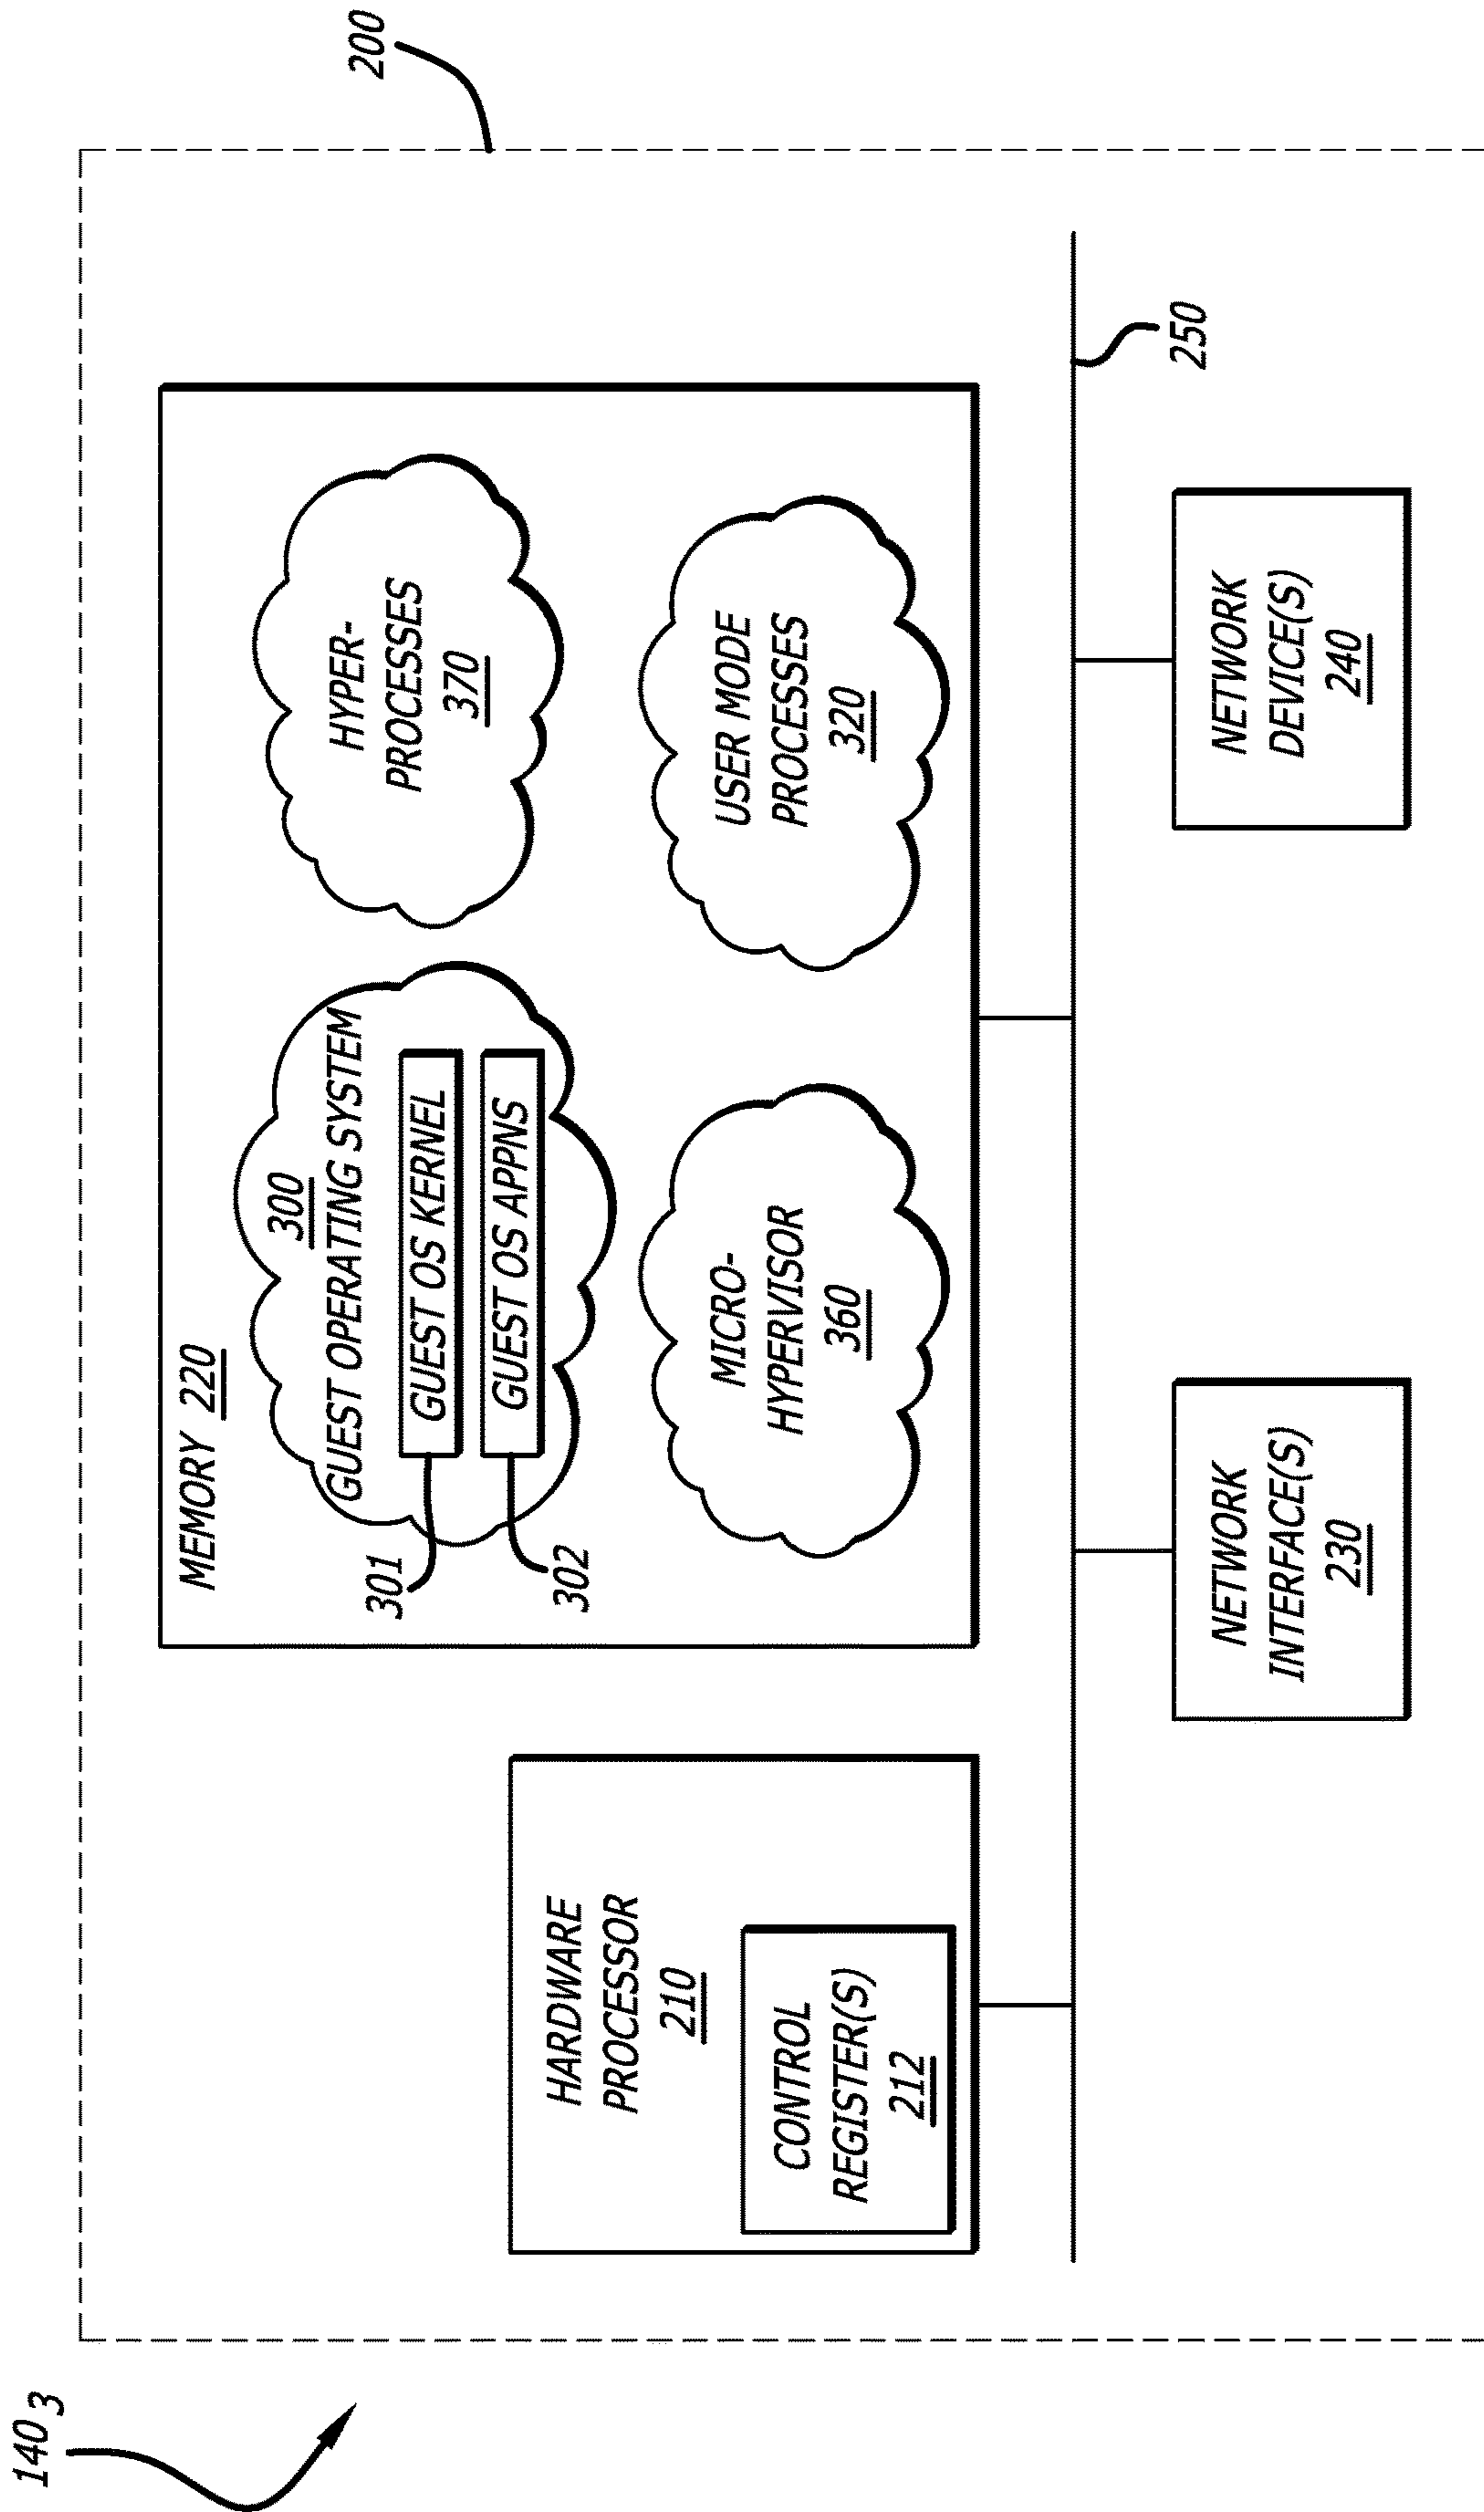 140 3
200
MEMORY 220
300
GUEST OPERATING SYSTEM
GUEST OS KERNEL
GUEST OS APPNS
301
302
HYPER-
PROCESSES
370
MICRO-
HYPERVISOR
360
USER MODE
PROCESSES
320
HARDWARE
PROCESSOR
210
CONTROL
REGISTER(S)
212
250
NETWORK
INTERFACE(S)
230
NETWORK
DEVICE(S)
240